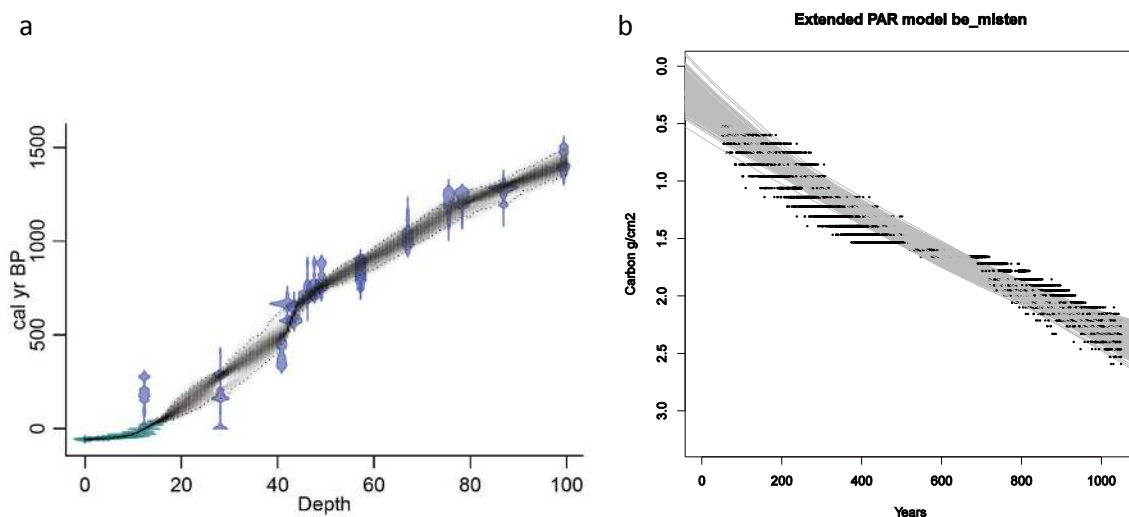 a
cal yr BP
1500
1000
500
0
0 20 40 60 80 100
Depth
b
Extended PAR model be_misten
Carbon g/cm2
0.0
0.5
1.0
1.5
2.0
2.5
3.0
0 200 400 600 800 1000
Years